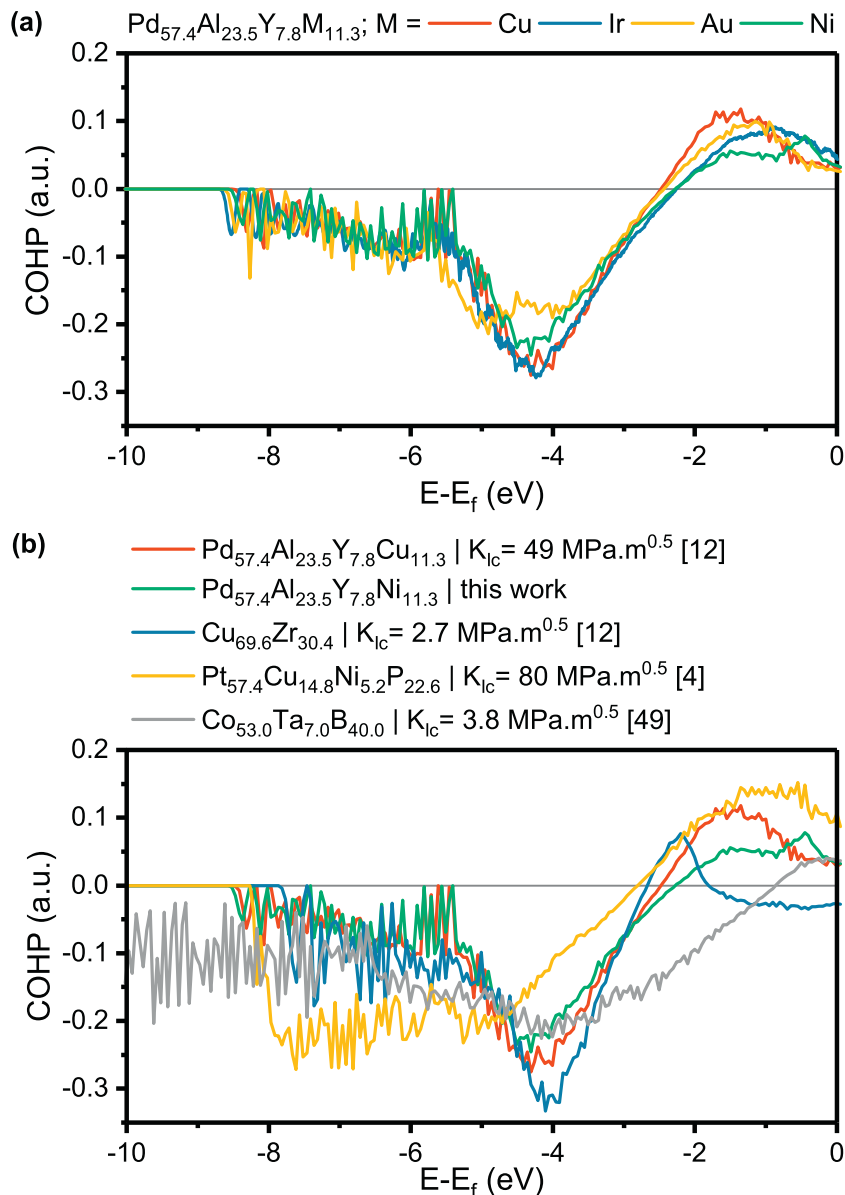 (a) Pd57.4Al23.5Y7.8M11.3; M = Cu Ir Au Ni
0.2
0.1
0.0
-0.1
-0.2
-0.3
COHP (a.u.)
-10 -8 -6 -4 -2 0
E-Ef (eV)
(b)
Pd57.4Al23.5Y7.8Cu11.3 | KIc= 49 MPa.m0.5 [12]
Pd57.4Al23.5Y7.8Ni11.3 | this work
Cu69.6Zr30.4 | KIc= 2.7 MPa.m0.5 [12]
Pt57.4Cu14.8Ni5.2P22.6 | KIc= 80 MPa.m0.5 [4]
Co53.0Ta7.0B40.0 | KIc= 3.8 MPa.m0.5 [49]
0.2
0.1
0.0
-0.1
-0.2
-0.3
COHP (a.u.)
-10 -8 -6 -4 -2 0
E-Ef (eV)